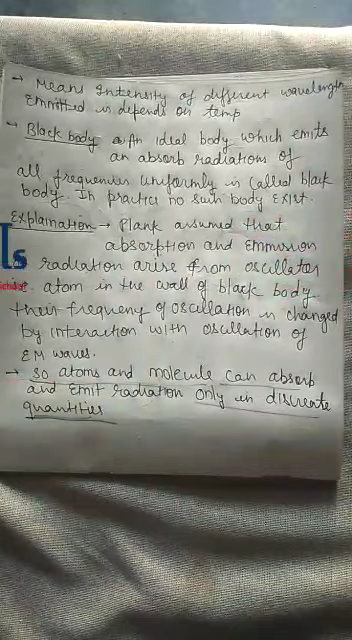 → Means Intensity of different wavelength
Emmitted is depends on temp
→ Black body An ideal body which emits
an absorb radiations of
all frequencies uniformly is called black
body. In practice no such body exist.
Explaination → Plank assumed that
absorption and Emmission
ls
radiation arise from oscillator
atom in the wall of black body
their frequency of oscillation is changed
by interaction with oscillation of
EM waves.
→ so atoms and molecule can absorb
and Emit radiation only in discreate
quantities